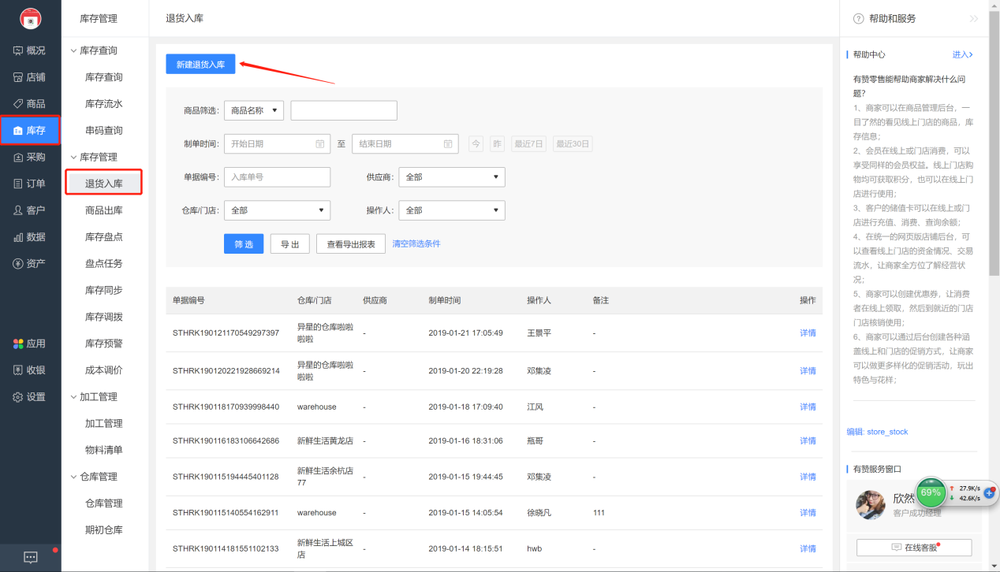 概况
店铺
商品
库存
采购
订单
客户
数据
资产
应用
收银
设置
库存管理
库存查询
库存查询
库存流水
串码查询
库存管理
退货入库
商品出库
库存盘点
盘点任务
库存同步
库存调拨
库存预警
成本调价
加工管理
加工管理
物料清单
仓库管理
仓库管理
期初仓库
退货入库
新建退货入库
商品筛选: 商品名称
制单时间: 开始日期 至 结束日期 今 昨 最近7日 最近30日
单据编号: 入库单号 供应商: 全部
仓库/门店: 全部 操作人: 全部
筛 选 导 出 查看导出报表 清空筛选条件
单据编号 仓库/门店 供应商 制单时间 操作人 备注 操作
STHRK190121170549297397 异星的仓库啦啦啦啦 - 2019-01-21 17:05:49 王景平 - 详情
STHRK190120221928669214 异星的仓库啦啦啦啦 - 2019-01-20 22:19:28 邓集凌 - 详情
STHRK190118170939998440 warehouse - 2019-01-18 17:09:40 江风 - 详情
STHRK190116183106642686 新鲜生活黄龙店 - 2019-01-16 18:31:06 瓶哥 - 详情
STHRK190115194445401128 新鲜生活余杭店77 - 2019-01-15 19:44:45 邓集凌 - 详情
STHRK190115140554162911 warehouse - 2019-01-15 14:05:54 徐晓凡 111 详情
STHRK190114181551102133 新鲜生活上城区店 - 2019-01-14 18:15:51 hwb - 详情
帮助和服务
帮助中心 进入
有赞零售能帮助商家解决什么问
题?
1、商家可以在商品管理后台，一
目了然的看见线上门店的商品，库
存信息；
2、会员在线上或门店消费，可以
享受同样的会员权益。线上门店购
物均可获取积分，也可以在线上门
店进行使用；
3、客户的储值卡可以在线上或门
店进行充值、消费、查询余额；
4、在统一的网页版店铺后台，可
以查看线上门店的资金情况、交易
流水，让商家全方位了解经营状
况；
5、商家可以创建优惠券，让消费
者在线上领取，然后到就近的门店
门店核销使用；
6、商家可以通过后台创建各种涵
盖线上和门店的促销方式，让商家
可以做更多样化的促销活动，玩出
特色与花样；
编辑: store_stock
有赞服务窗口
欣然
客户成功经理
69%
27.9K/s
42.6K/s
在线客服